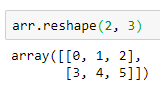 arr.reshape(2, 3)
array([[0, 1, 2],
       [3, 4, 5]])